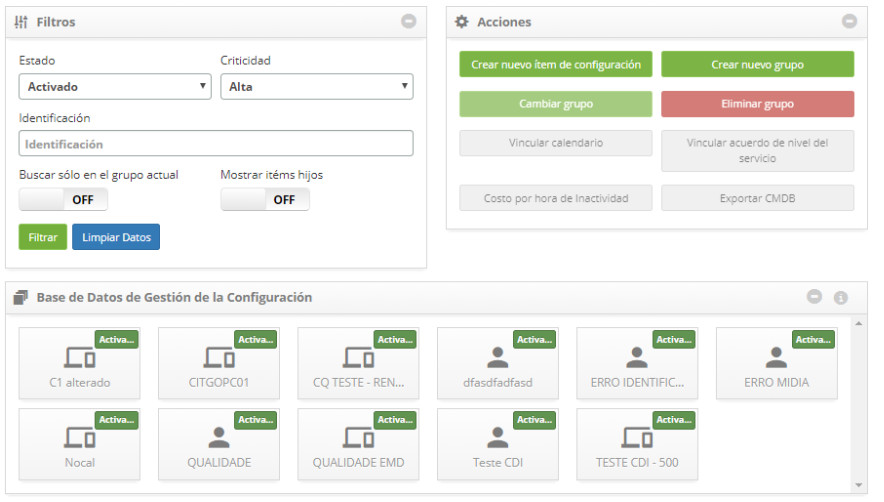 Filtros
Estado
Criticidad
Activado
Alta
Identificación
Identificación
Buscar sólo en el grupo actual
Mostrar itéms hijos
OFF
OFF
Filtrar
Limpiar Datos
Acciones
Crear nuevo ítem de configuración
Crear nuevo grupo
Cambiar grupo
Eliminar grupo
Vincular calendario
Vincular acuerdo de nivel del
servicio
Costo por hora de Inactividad
Exportar CMDB
Base de Datos de Gestión de la Configuración
Activa...
C1 alterado
Activa...
CITGOPC01
Activa...
CQ TESTE - REN...
Activa...
dfasdfadfasd
Activa...
ERRO IDENTIFIC...
Activa...
ERRO MIDIA
Activa...
Nocal
Activa...
QUALIDADE
Activa...
QUALIDADE EMD
Activa...
Teste CDI
Activa...
TESTE CDI - 500